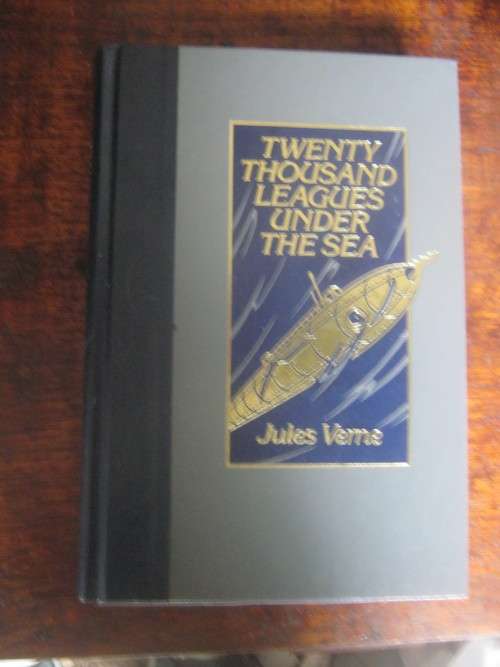 TWENTY
THOUSAND
LEAGUES
UNDER
THE SEA
Jules Verne